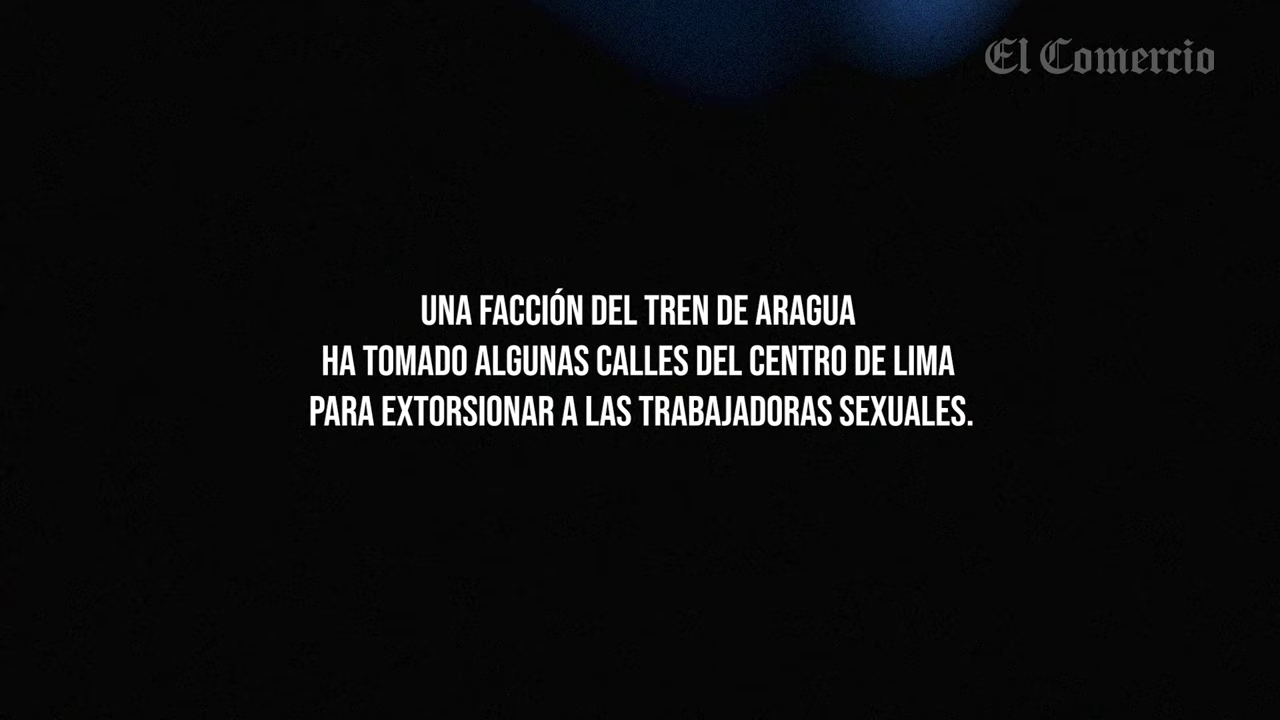 El Comercio
UNA FACCIÓN DEL TREN DE ARAGUA
HA TOMADO ALGUNAS CALLES DEL CENTRO DE LIMA
PARA EXTORSIONAR A LAS TRABAJADORAS SEXUALES.